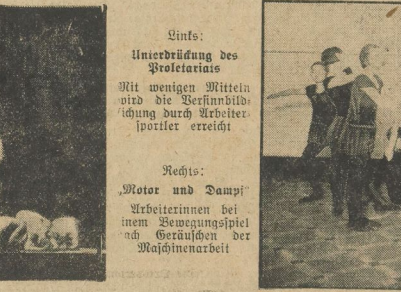 Links:
Unterdrückung des
Proletariats
Mit wenigen Mitteln
wird die Versinnbild-
lichung durch Arbeiter
sportler erreicht
Rechts:
„Motor und Dampf“
Arbeiterinnen bei
einem Bewegungsspiel
nach Geräuschen der
Maschinenarbeit